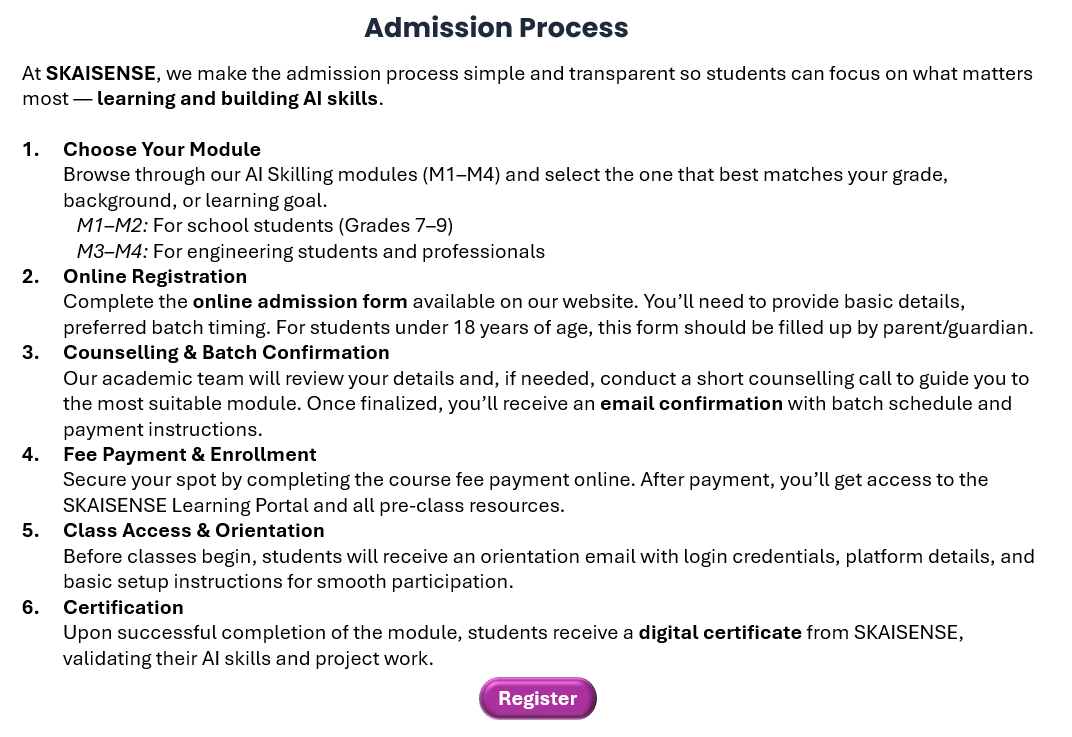 Admission Process
At SKAISENSE, we make the admission process simple and transparent so students can focus on what matters
most — learning and building AI skills.
1. Choose Your Module
Browse through our AI Skilling modules (M1–M4) and select the one that best matches your grade,
background, or learning goal.
M1–M2: For school students (Grades 7–9)
M3–M4: For engineering students and professionals
2. Online Registration
Complete the online admission form available on our website. You’ll need to provide basic details,
preferred batch timing. For students under 18 years of age, this form should be filled up by parent/guardian.
3. Counselling & Batch Confirmation
Our academic team will review your details and, if needed, conduct a short counselling call to guide you to
the most suitable module. Once finalized, you’ll receive an email confirmation with batch schedule and
payment instructions.
4. Fee Payment & Enrollment
Secure your spot by completing the course fee payment online. After payment, you’ll get access to the
SKAISENSE Learning Portal and all pre-class resources.
5. Class Access & Orientation
Before classes begin, students will receive an orientation email with login credentials, platform details, and
basic setup instructions for smooth participation.
6. Certification
Upon successful completion of the module, students receive a digital certificate from SKAISENSE,
validating their AI skills and project work.
Register